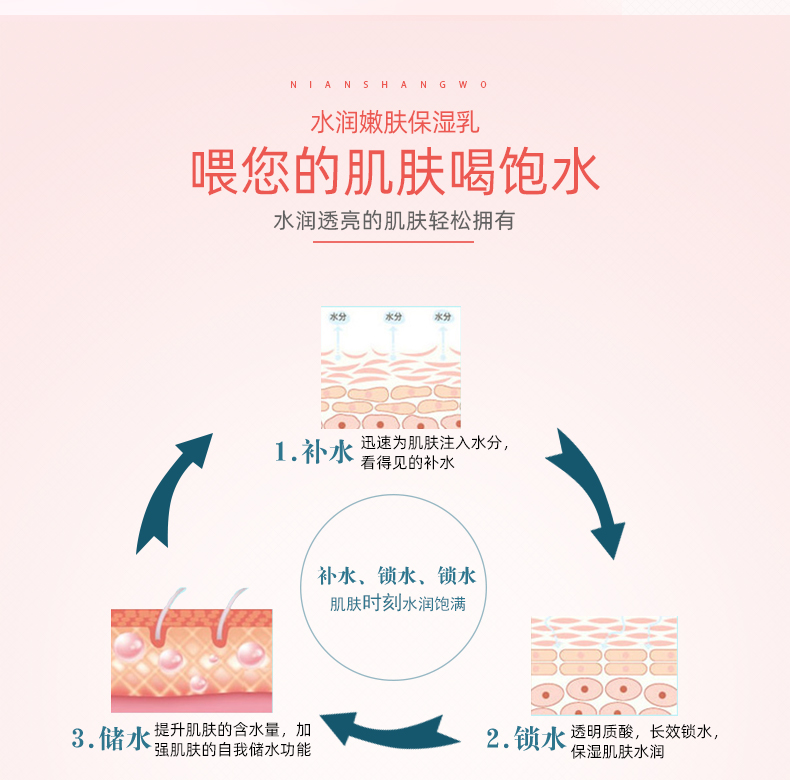 NIANSHANGWO
水润嫩肤保湿乳
喂您的肌肤喝饱水
水润透亮的肌肤轻松拥有
水分 水分 水分
1.补水
迅速为肌肤注入水分，
看得见的补水
补水、锁水、锁水
肌肤时刻水润饱满
2.锁水
透明质酸，长效锁水，
保湿肌肤水润
3.储水
提升肌肤的含水量，加
强肌肤的自我储水功能